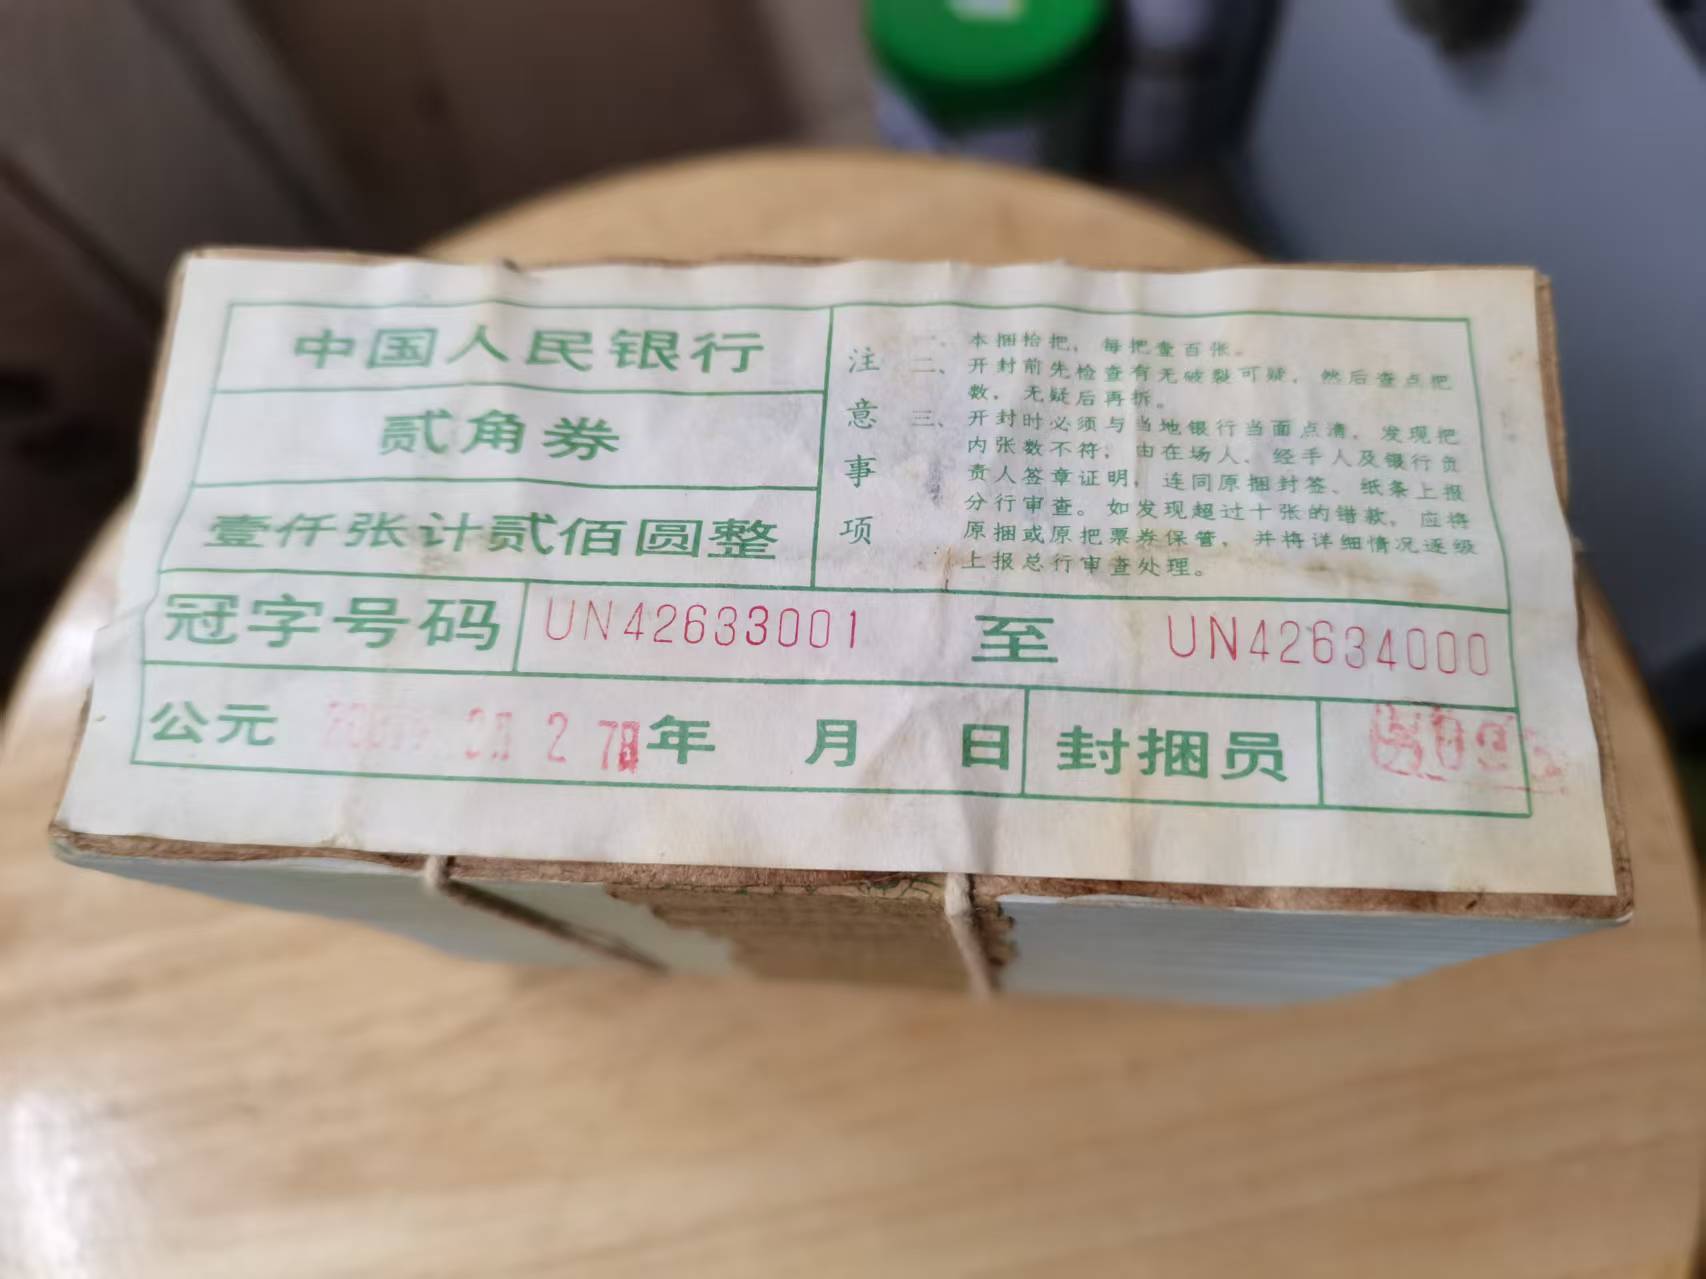 中国人民银行
贰角券
壹仟张计贰佰圆整
注意事项
一、本捆拾把，每把壹百张。
二、开封前先检查有无破裂可疑，然后查点把
数，无疑后再拆。
三、开封时必须与当地银行当面点清，发现把
内张数不符，由在场人、经手人及银行负
责人签章证明，连同原捆封签、纸条上报
分行审查。如发现超过十张的错款，应将
原捆或原把票券保管，并将详细情况逐级
上报总行审查处理。
冠字号码 UN42633001 至 UN42634000
公元 年 月 日 封捆员